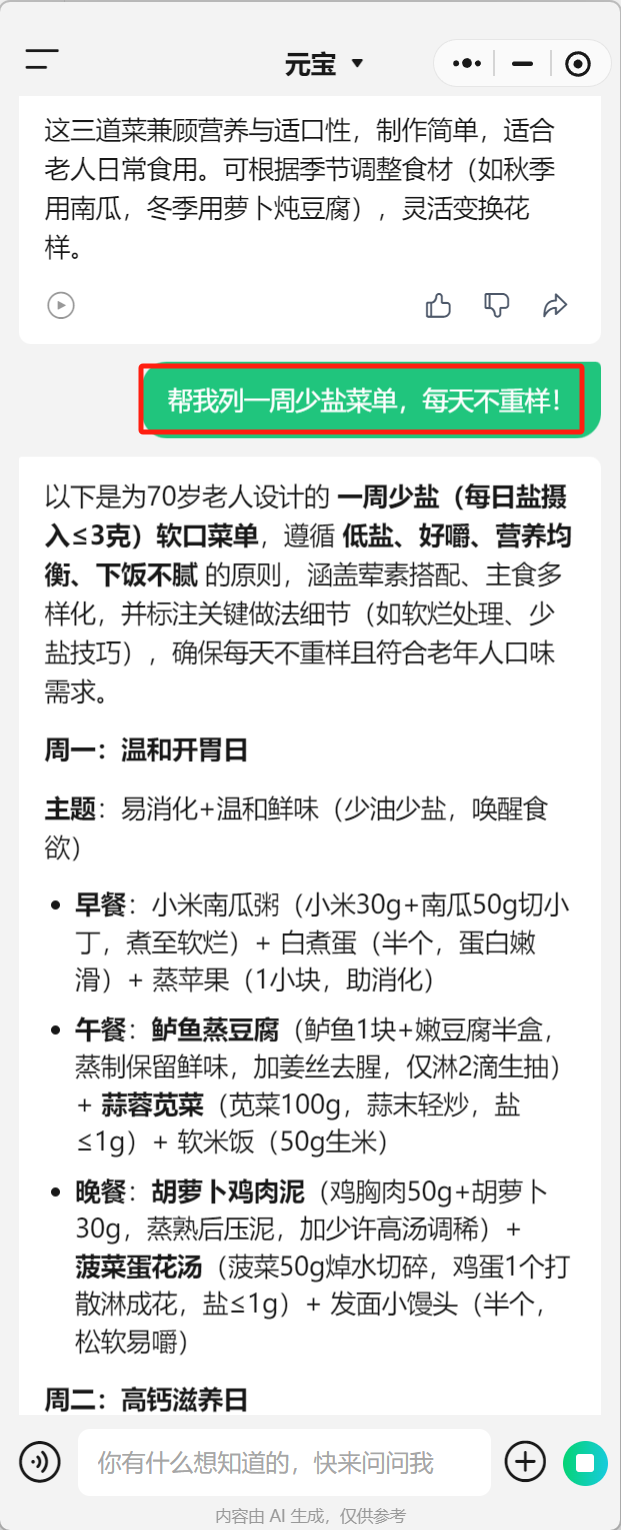 元宝
这三道菜兼顾营养与适口性，制作简单，适合
老人日常食用。可根据季节调整食材（如秋季
用南瓜，冬季用萝卜炖豆腐），灵活变换花
样。
帮我列一周少盐菜单，每天不重样！
以下是为70岁老人设计的 一周少盐（每日盐摄
入≤3克）软口菜单，遵循 低盐、好嚼、营养均
衡、下饭不腻 的原则，涵盖荤素搭配、主食多
样化，并标注关键做法细节（如软烂处理、少
盐技巧），确保每天不重样且符合老年人口味
需求。
周一：温和开胃日
主题：易消化+温和鲜味（少油少盐，唤醒食
欲）
• 早餐：小米南瓜粥（小米30g+南瓜50g切小
丁，煮至软烂）+ 白煮蛋（半个，蛋白嫩
滑）+ 蒸苹果（1小块，助消化）
• 午餐：鲈鱼蒸豆腐（鲈鱼1块+嫩豆腐半盒，
蒸制保留鲜味，加姜丝去腥，仅淋2滴生抽）
+ 蒜蓉苋菜（苋菜100g，蒜末轻炒，盐
≤1g）+ 软米饭（50g生米）
• 晚餐：胡萝卜鸡肉泥（鸡胸肉50g+胡萝卜
30g，蒸熟后压泥，加少许高汤调稀）+
菠菜蛋花汤（菠菜50g焯水切碎，鸡蛋1个打
散淋成花，盐≤1g）+ 发面小馒头（半个，
松软易嚼）
周二：高钙滋养日
你有什么想知道的，快来问问我
内容由 AI 生成，仅供参考